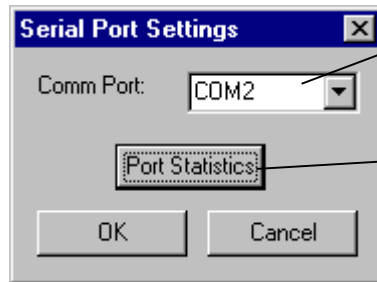 Serial Port Settings
Comm Port: COM2
Port Statistics
OK Cancel